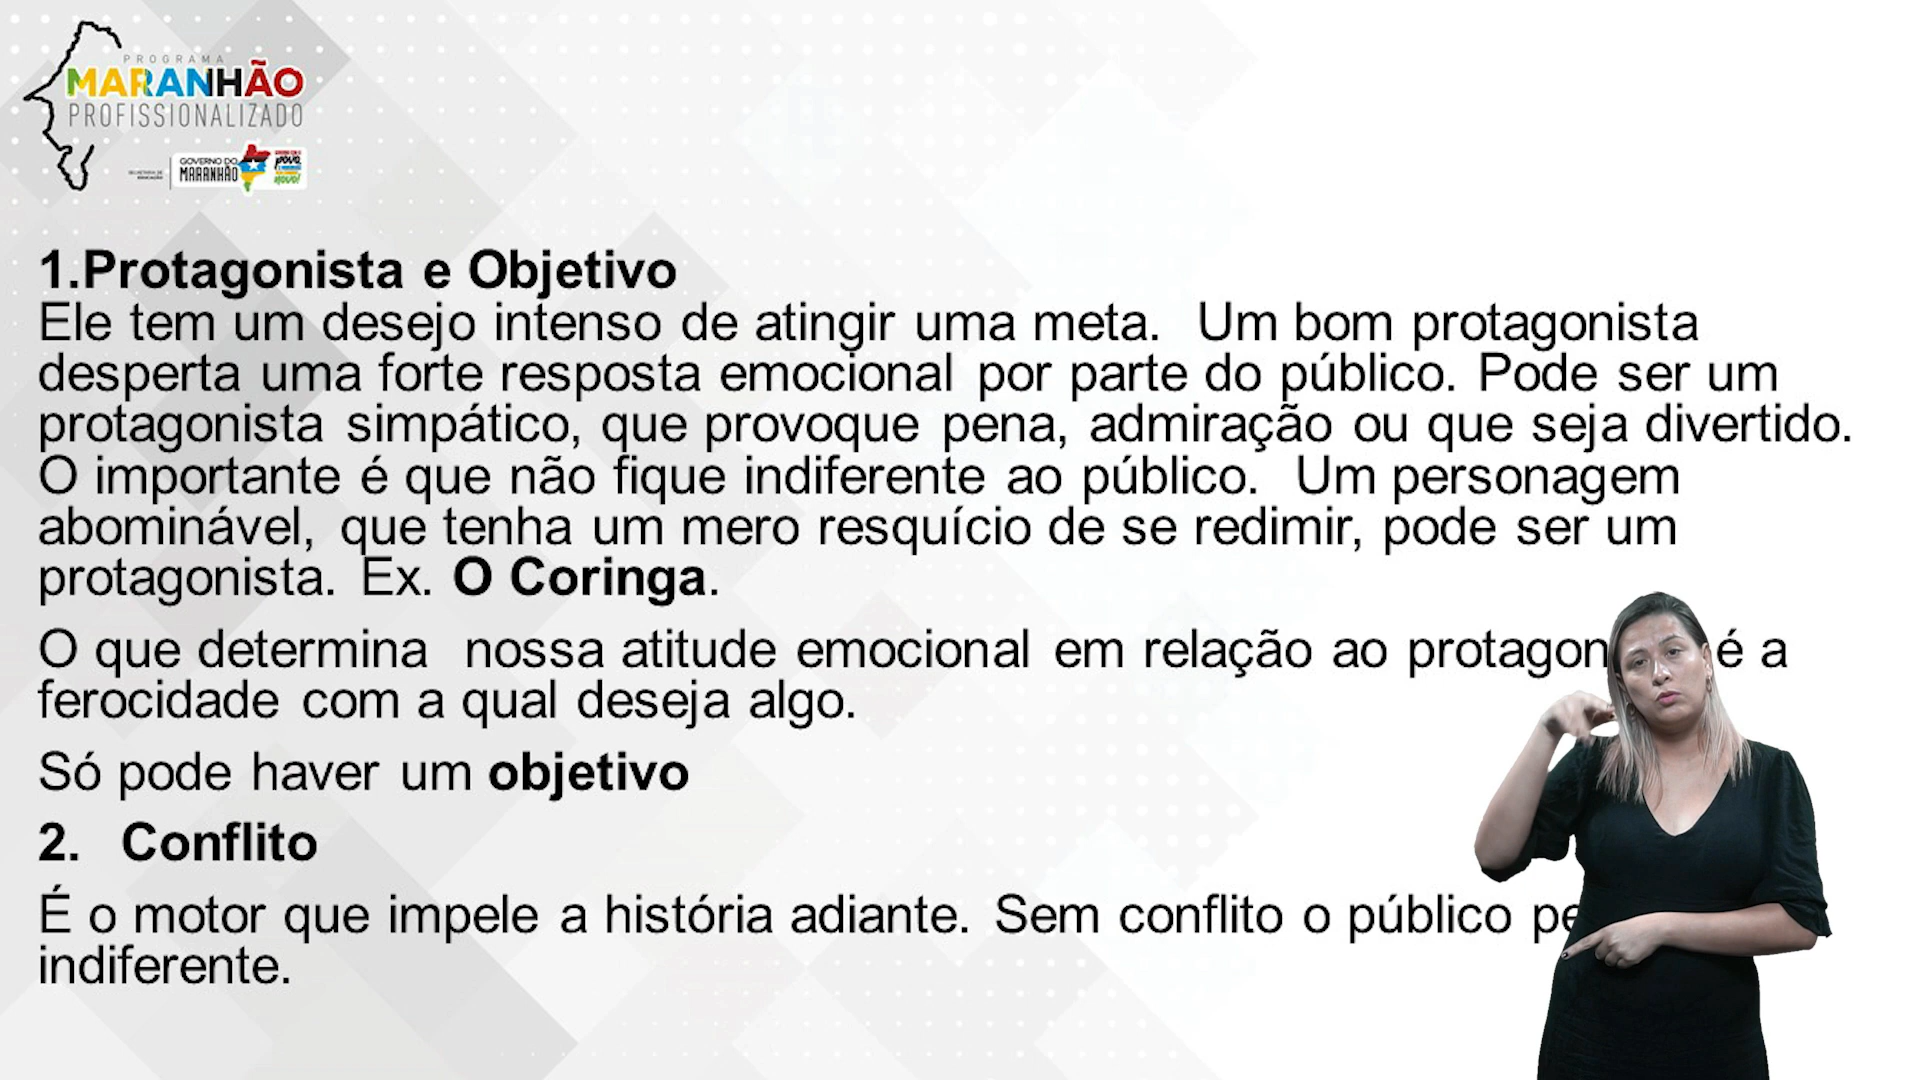 PROGRAMA
MARANHÃO
PROFISSIONALIZADO
SECRETARIA DE
EDUCAÇÃO
GOVERNO DO
MARANHÃO
1.Protagonista e Objetivo
Ele tem um desejo intenso de atingir uma meta. Um bom protagonista
desperta uma forte resposta emocional por parte do público. Pode ser um
protagonista simpático, que provoque pena, admiração ou que seja divertido.
O importante é que não fique indiferente ao público. Um personagem
abominável, que tenha um mero resquício de se redimir, pode ser um
protagonista. Ex. O Coringa.
O que determina nossa atitude emocional em relação ao é a
ferocidade com a qual deseja algo.
Só pode haver um objetivo
2. Conflito
É o motor que impele a história adiante. Sem conflito o público
indiferente.